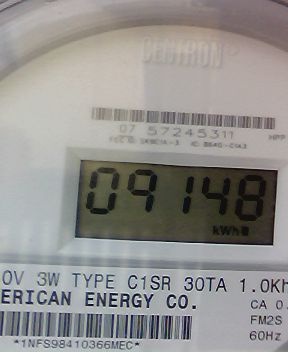 CENTRON®
07 57245311
09148
kWh
0V 3W TYPE C1SR 30TA 1.0Kh
ERICAN ENERGY CO.
CA 0.
FM2S
60Hz
*1NFS98410366MEC*